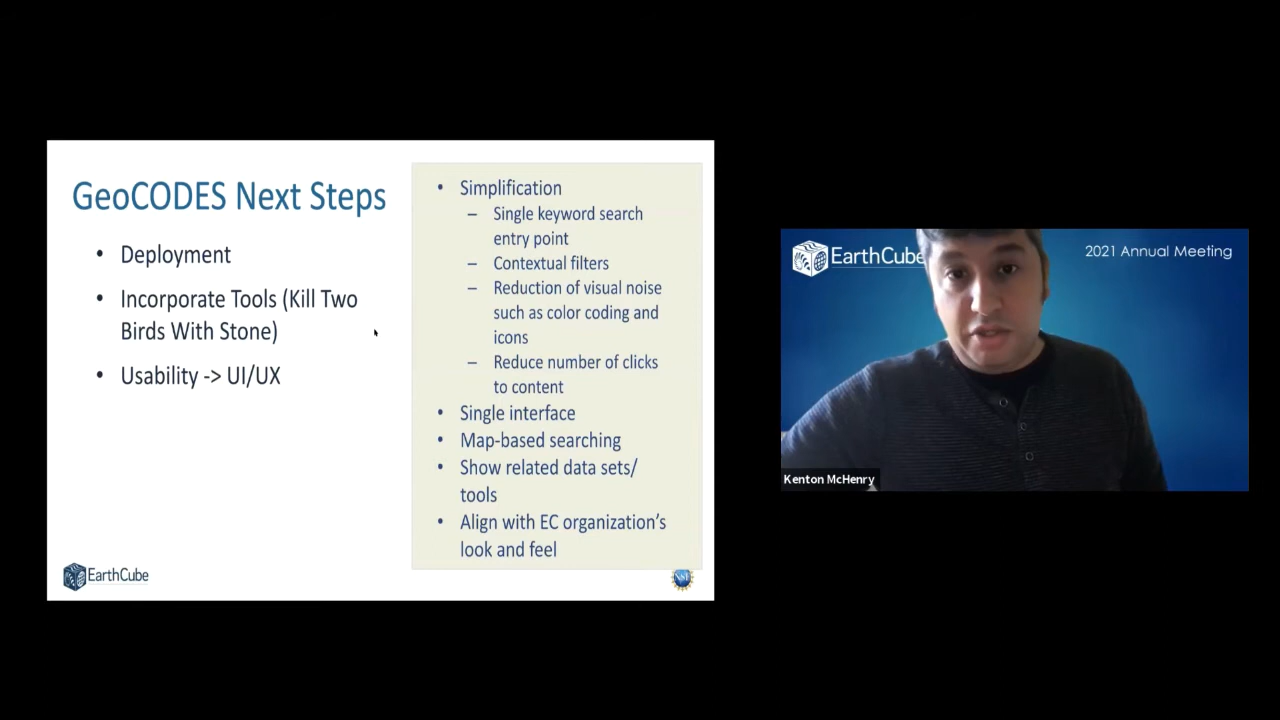 GeoCODES Next Steps
• Deployment
• Incorporate Tools (Kill Two
Birds With Stone)
• Usability -> UI/UX
• Simplification
– Single keyword search
entry point
– Contextual filters
– Reduction of visual noise
such as color coding and
icons
– Reduce number of clicks
to content
• Single interface
• Map-based searching
• Show related data sets/
tools
• Align with EC organization’s
look and feel
EarthCube
NSF
EarthCube
2021 Annual Meeting
Kenton McHenry